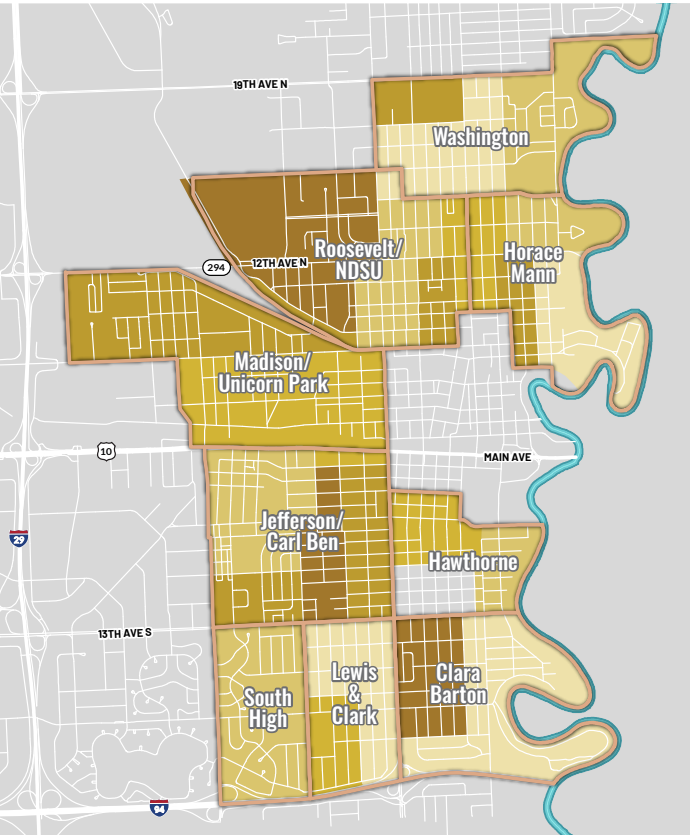 19TH AVE N
Washington
Roosevelt/
NDSU
12TH AVE N
294
Horace
Mann
Madison/
Unicorn Park
10
MAIN AVE
Jefferson/
Carl Ben
29
Hawthorne
13TH AVE S
South
High
Lewis
&
Clark
Clara
Barton
94